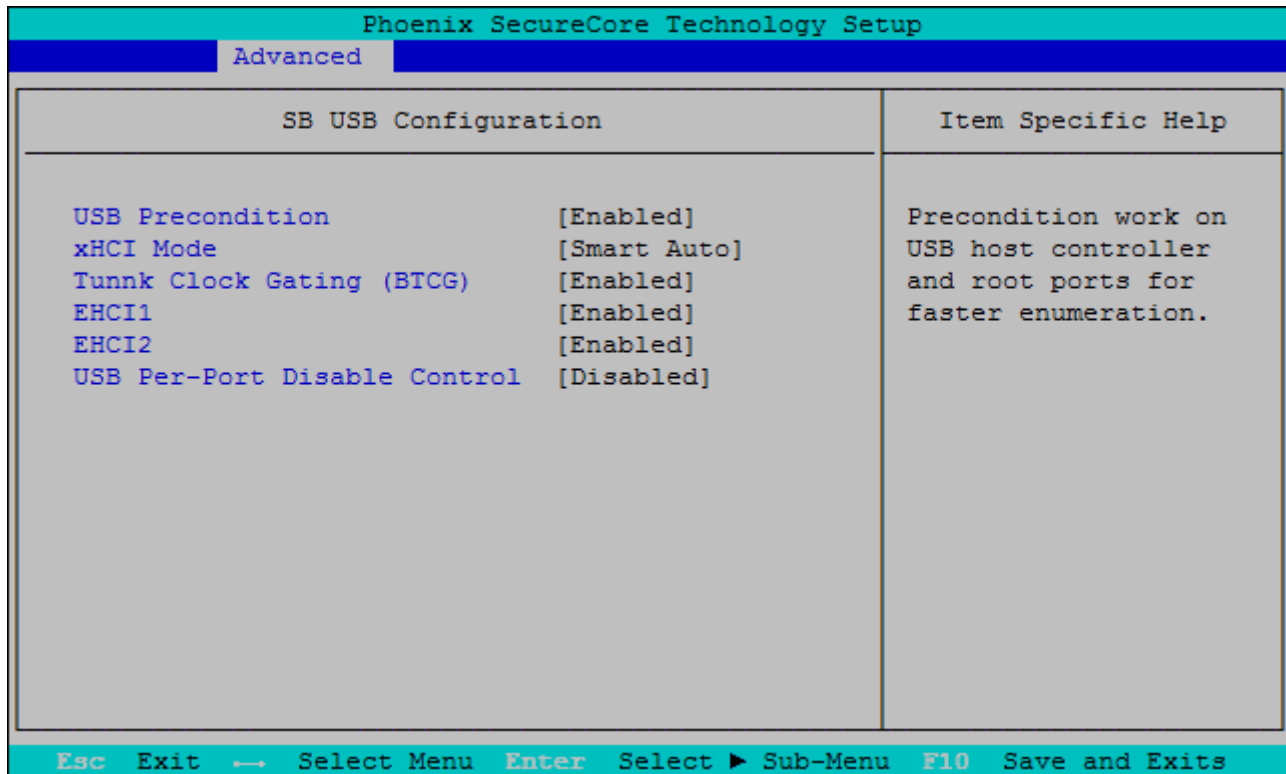 Phoenix SecureCore Technology Setup
Advanced
SB USB Configuration
Item Specific Help
USB Precondition [Enabled]
xHCI Mode [Smart Auto]
Tunnk Clock Gating (BTCG) [Enabled]
EHCI1 [Enabled]
EHCI2 [Enabled]
USB Per-Port Disable Control [Disabled]
Precondition work on
USB host controller
and root ports for
faster enumeration.
Esc Exit ↔ Select Menu Enter Select ► Sub-Menu F10 Save and Exits